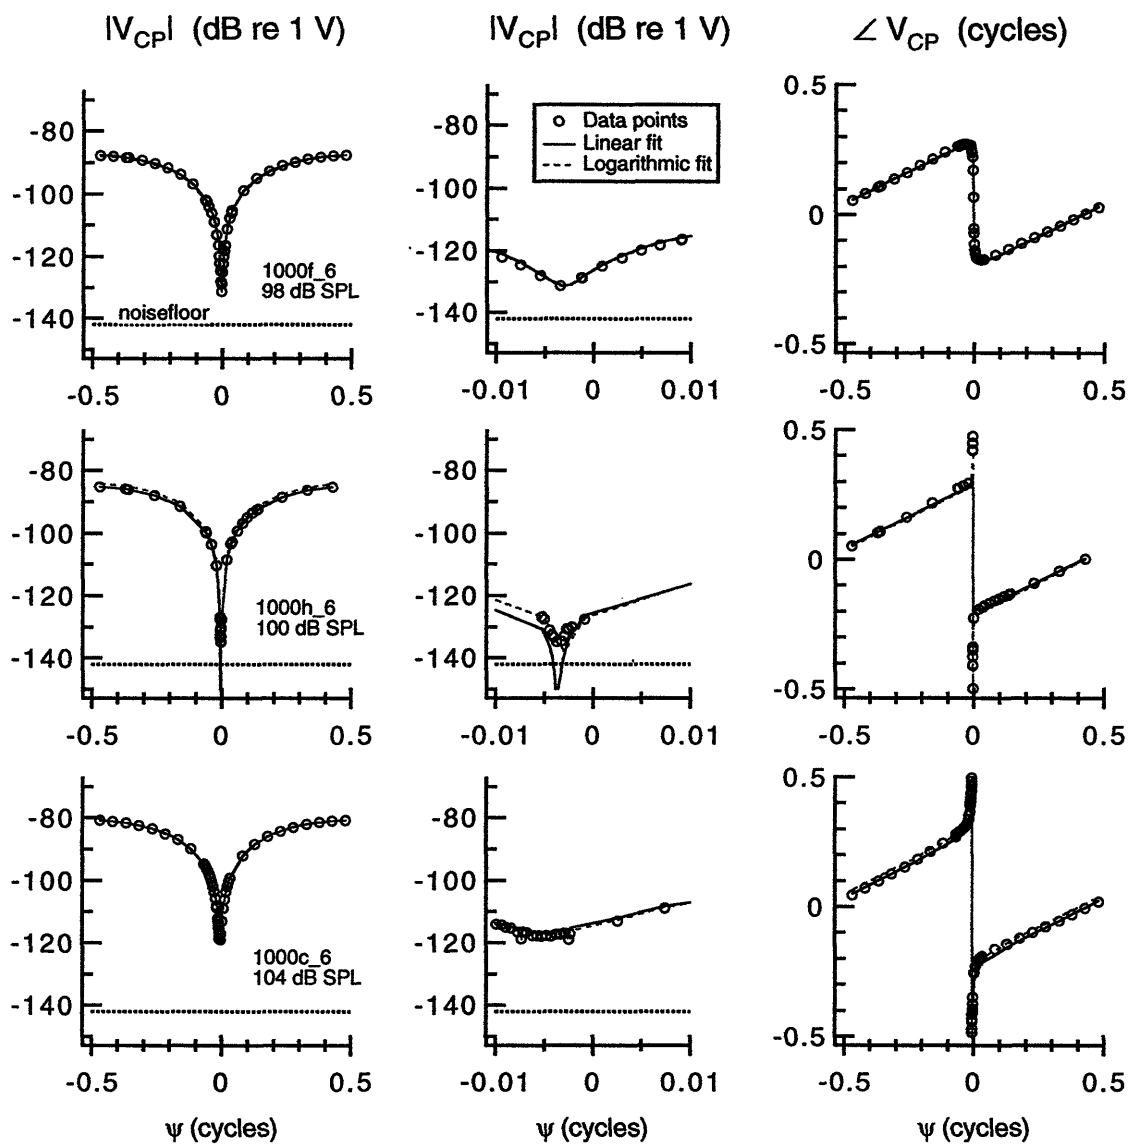 |V_CP| (dB re 1 V)
|V_CP| (dB re 1 V)
∠ V_CP (cycles)
-80
-100
-120
-140
1000f_6
98 dB SPL
noisefloor
-0.5 0 0.5
-80
-100
-120
-140
Data points
Linear fit
Logarithmic fit
-0.01 0 0.01
0.5
0
-0.5
-0.5 0 0.5
-80
-100
-120
-140
1000h_6
100 dB SPL
-0.5 0 0.5
-80
-100
-120
-140
-0.01 0 0.01
0.5
0
-0.5
-0.5 0 0.5
-80
-100
-120
-140
1000c_6
104 dB SPL
-0.5 0 0.5
ψ (cycles)
-80
-100
-120
-140
-0.01 0 0.01
ψ (cycles)
0.5
0
-0.5
-0.5 0 0.5
ψ (cycles)